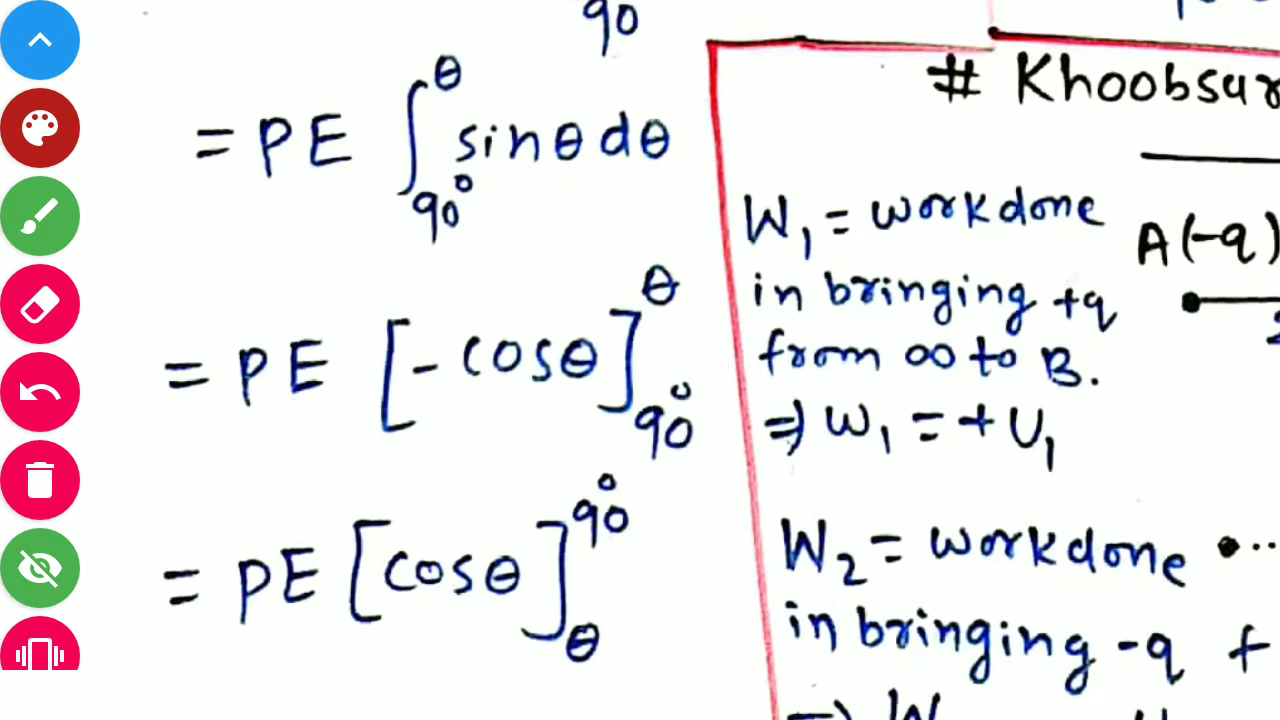 90
= PE ∫ sinθ dθ
θ
90°
= PE [- cosθ]
θ
90°
= PE [cosθ]
90°
θ
# Khoobsur
W₁ = workdone
in bringing +q
from ∞ to B.
⇒ W₁ = + U₁
A(-q)
W₂ = workdone
in bringing -q f